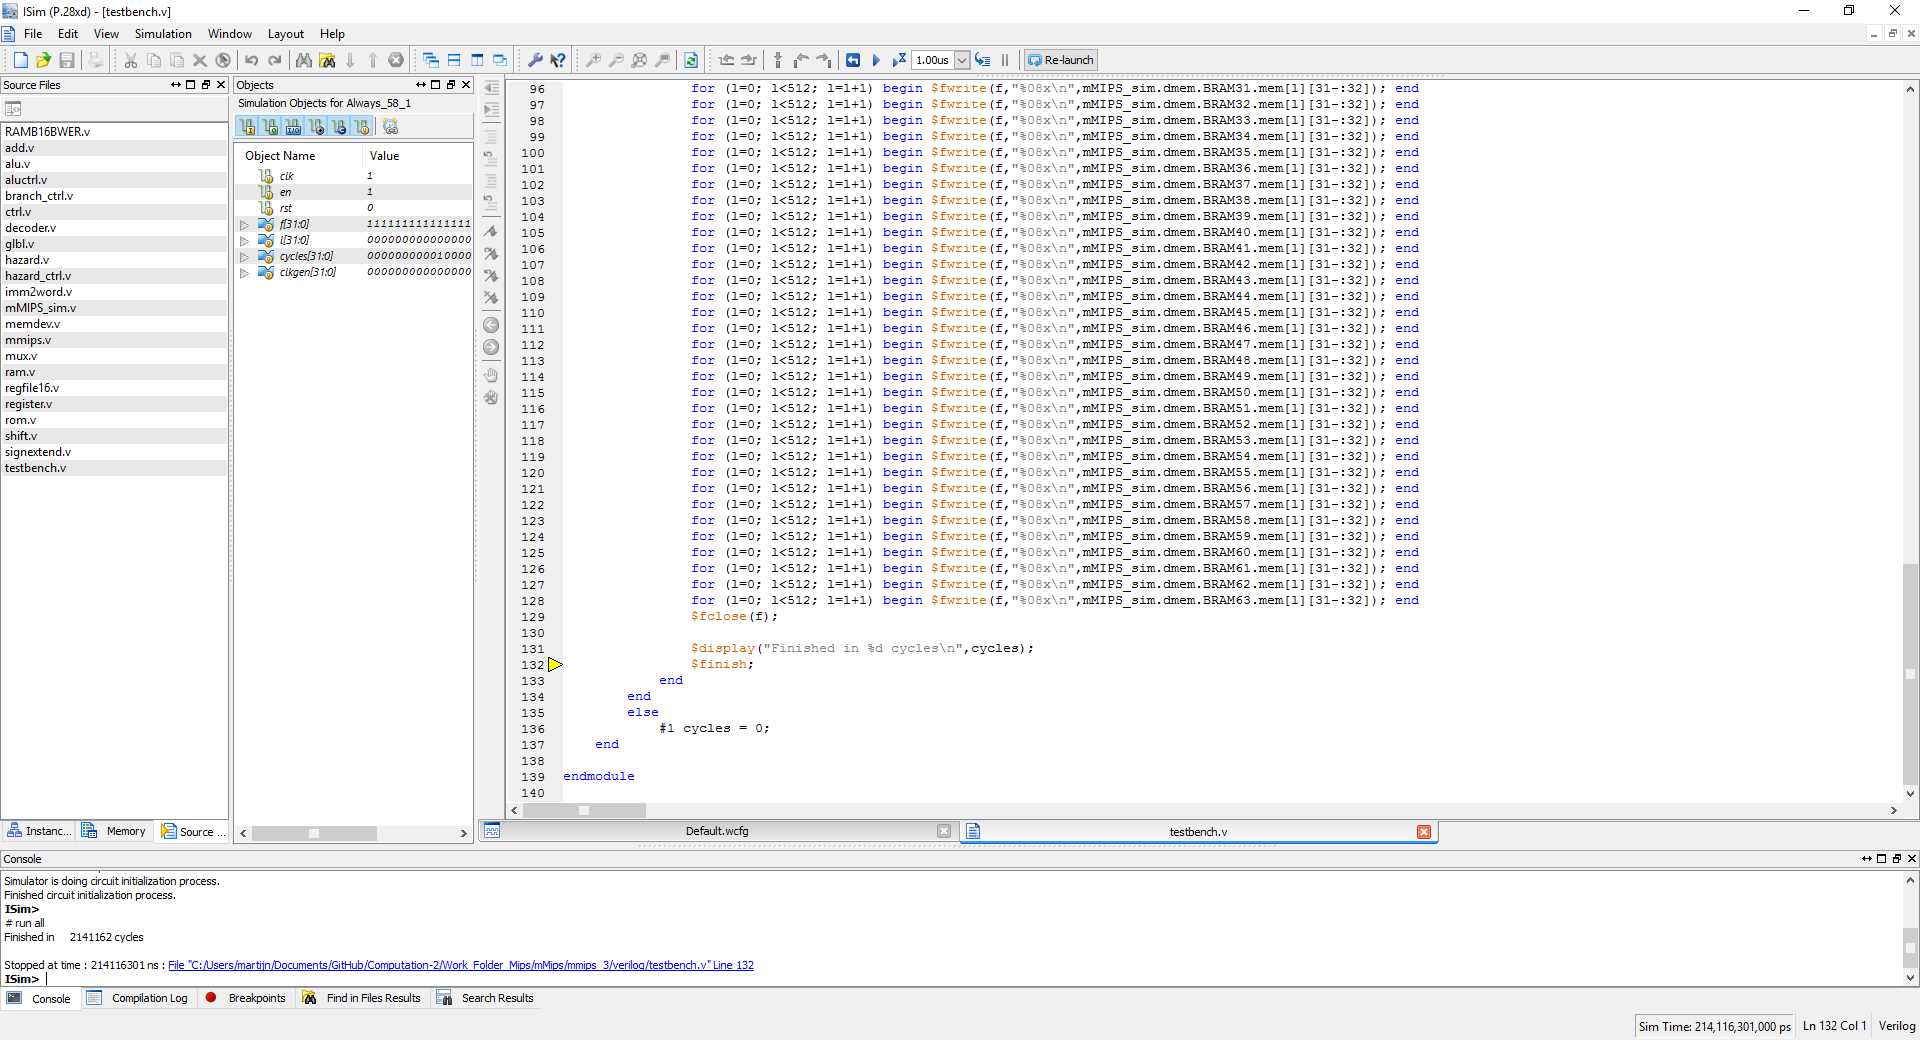 ISim (P.28xd) - [testbench.v]
File Edit View Simulation Window Layout Help
1.00us Re-launch
Source Files
RAMB16BWER.v
add.v
alu.v
aluctrl.v
branch_ctrl.v
ctrl.v
decoder.v
glbl.v
hazard.v
hazard_ctrl.v
imm2word.v
mMIPS_sim.v
memdev.v
mmips.v
mux.v
ram.v
regfile16.v
register.v
rom.v
shift.v
signextend.v
testbench.v
Instanc... Memory Source ...
Objects
Simulation Objects for Always_58_1
Object Name Value
clk 1
en 1
rst 0
f[31:0] 1111111111111111
l[31:0] 0000000000000000
cycles[31:0] 0000000000010000
clkgen[31:0] 0000000000000000
96 for (l=0; l<512; l=l+1) begin $fwrite(f,"%08x\n",mMIPS_sim.dmem.BRAM31.mem[l][31-:32]); end
97 for (l=0; l<512; l=l+1) begin $fwrite(f,"%08x\n",mMIPS_sim.dmem.BRAM32.mem[l][31-:32]); end
98 for (l=0; l<512; l=l+1) begin $fwrite(f,"%08x\n",mMIPS_sim.dmem.BRAM33.mem[l][31-:32]); end
99 for (l=0; l<512; l=l+1) begin $fwrite(f,"%08x\n",mMIPS_sim.dmem.BRAM34.mem[l][31-:32]); end
100 for (l=0; l<512; l=l+1) begin $fwrite(f,"%08x\n",mMIPS_sim.dmem.BRAM35.mem[l][31-:32]); end
101 for (l=0; l<512; l=l+1) begin $fwrite(f,"%08x\n",mMIPS_sim.dmem.BRAM36.mem[l][31-:32]); end
102 for (l=0; l<512; l=l+1) begin $fwrite(f,"%08x\n",mMIPS_sim.dmem.BRAM37.mem[l][31-:32]); end
103 for (l=0; l<512; l=l+1) begin $fwrite(f,"%08x\n",mMIPS_sim.dmem.BRAM38.mem[l][31-:32]); end
104 for (l=0; l<512; l=l+1) begin $fwrite(f,"%08x\n",mMIPS_sim.dmem.BRAM39.mem[l][31-:32]); end
105 for (l=0; l<512; l=l+1) begin $fwrite(f,"%08x\n",mMIPS_sim.dmem.BRAM40.mem[l][31-:32]); end
106 for (l=0; l<512; l=l+1) begin $fwrite(f,"%08x\n",mMIPS_sim.dmem.BRAM41.mem[l][31-:32]); end
107 for (l=0; l<512; l=l+1) begin $fwrite(f,"%08x\n",mMIPS_sim.dmem.BRAM42.mem[l][31-:32]); end
108 for (l=0; l<512; l=l+1) begin $fwrite(f,"%08x\n",mMIPS_sim.dmem.BRAM43.mem[l][31-:32]); end
109 for (l=0; l<512; l=l+1) begin $fwrite(f,"%08x\n",mMIPS_sim.dmem.BRAM44.mem[l][31-:32]); end
110 for (l=0; l<512; l=l+1) begin $fwrite(f,"%08x\n",mMIPS_sim.dmem.BRAM45.mem[l][31-:32]); end
111 for (l=0; l<512; l=l+1) begin $fwrite(f,"%08x\n",mMIPS_sim.dmem.BRAM46.mem[l][31-:32]); end
112 for (l=0; l<512; l=l+1) begin $fwrite(f,"%08x\n",mMIPS_sim.dmem.BRAM47.mem[l][31-:32]); end
113 for (l=0; l<512; l=l+1) begin $fwrite(f,"%08x\n",mMIPS_sim.dmem.BRAM48.mem[l][31-:32]); end
114 for (l=0; l<512; l=l+1) begin $fwrite(f,"%08x\n",mMIPS_sim.dmem.BRAM49.mem[l][31-:32]); end
115 for (l=0; l<512; l=l+1) begin $fwrite(f,"%08x\n",mMIPS_sim.dmem.BRAM50.mem[l][31-:32]); end
116 for (l=0; l<512; l=l+1) begin $fwrite(f,"%08x\n",mMIPS_sim.dmem.BRAM51.mem[l][31-:32]); end
117 for (l=0; l<512; l=l+1) begin $fwrite(f,"%08x\n",mMIPS_sim.dmem.BRAM52.mem[l][31-:32]); end
118 for (l=0; l<512; l=l+1) begin $fwrite(f,"%08x\n",mMIPS_sim.dmem.BRAM53.mem[l][31-:32]); end
119 for (l=0; l<512; l=l+1) begin $fwrite(f,"%08x\n",mMIPS_sim.dmem.BRAM54.mem[l][31-:32]); end
120 for (l=0; l<512; l=l+1) begin $fwrite(f,"%08x\n",mMIPS_sim.dmem.BRAM55.mem[l][31-:32]); end
121 for (l=0; l<512; l=l+1) begin $fwrite(f,"%08x\n",mMIPS_sim.dmem.BRAM56.mem[l][31-:32]); end
122 for (l=0; l<512; l=l+1) begin $fwrite(f,"%08x\n",mMIPS_sim.dmem.BRAM57.mem[l][31-:32]); end
123 for (l=0; l<512; l=l+1) begin $fwrite(f,"%08x\n",mMIPS_sim.dmem.BRAM58.mem[l][31-:32]); end
124 for (l=0; l<512; l=l+1) begin $fwrite(f,"%08x\n",mMIPS_sim.dmem.BRAM59.mem[l][31-:32]); end
125 for (l=0; l<512; l=l+1) begin $fwrite(f,"%08x\n",mMIPS_sim.dmem.BRAM60.mem[l][31-:32]); end
126 for (l=0; l<512; l=l+1) begin $fwrite(f,"%08x\n",mMIPS_sim.dmem.BRAM61.mem[l][31-:32]); end
127 for (l=0; l<512; l=l+1) begin $fwrite(f,"%08x\n",mMIPS_sim.dmem.BRAM62.mem[l][31-:32]); end
128 for (l=0; l<512; l=l+1) begin $fwrite(f,"%08x\n",mMIPS_sim.dmem.BRAM63.mem[l][31-:32]); end
129 $fclose(f);
130
131 $display("Finished in %d cycles\n",cycles);
132 $finish;
133 end
134 end
135 else
136 #1 cycles = 0;
137 end
138
139 endmodule
140
Default.wcfg testbench.v
Console
Simulator is doing circuit initialization process.
Finished circuit initialization process.
ISim>
# run all
Finished in 2141162 cycles
Stopped at time : 214116301 ns : File "C:/Users/martijn/Documents/GitHub/Computation-2/Work_Folder_Mips/mMips/mmips_3/verilog/testbench.v" Line 132
ISim>
Console Compilation Log Breakpoints Find in Files Results Search Results
Sim Time: 214,116,301,000 ps Ln 132 Col 1 Verilog